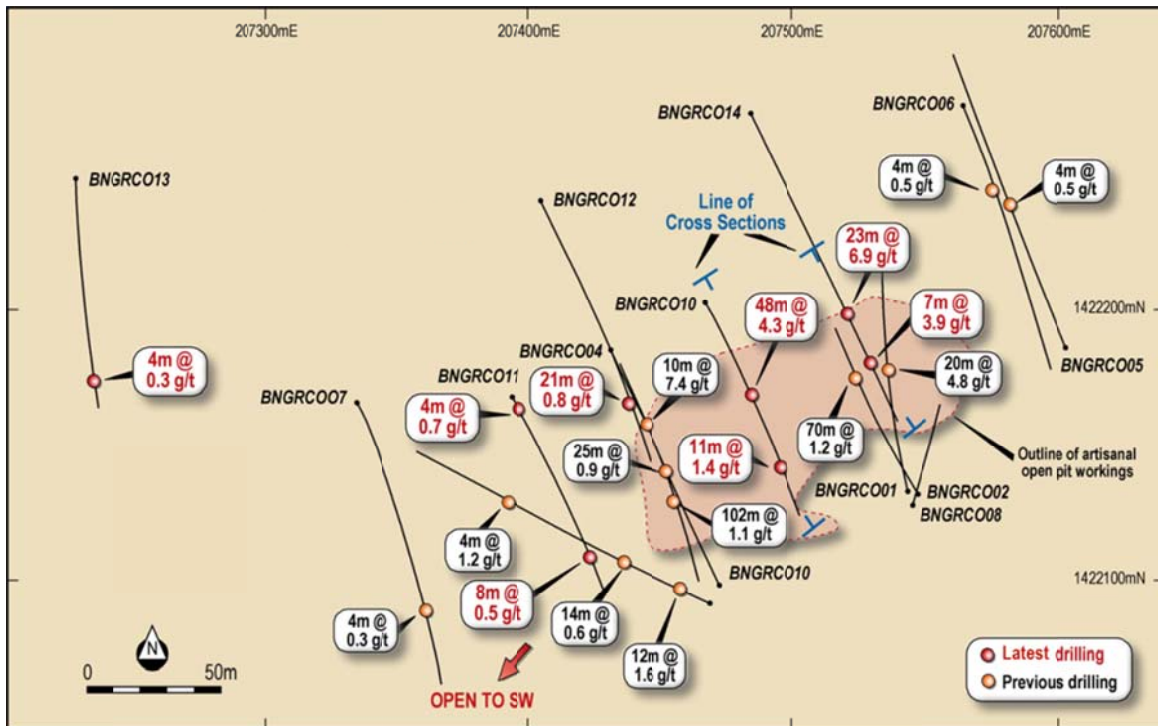 207300mE
207400mE
207500mE
207600mE
BNGRCO14
BNGRCO06
4m @
0.5 g/t
4m @
0.5 g/t
BNGRCO13
BNGRCO12
Line of
Cross Sections
23m @
6.9 g/t
BNGRCO10
48m @
4.3 g/t
7m @
3.9 g/t
1422200mN
BNGRCO04
BNGRCO05
4m @
0.3 g/t
BNGRCO11
21m @
0.8 g/t
10m @
7.4 g/t
20m @
4.8 g/t
BNGRCOO7
4m @
0.7 g/t
70m @
1.2 g/t
25m @
0.9 g/t
11m @
1.4 g/t
Outline of artisanal
open pit workings
BNGRCO01
BNGRCO02
BNGRCO08
102m @
1.1 g/t
4m @
1.2 g/t
BNGRCO10
1422100mN
8m @
0.5 g/t
14m @
0.6 g/t
4m @
0.3 g/t
12m @
1.6 g/t
N
0
50m
OPEN TO SW
Latest drilling
Previous drilling